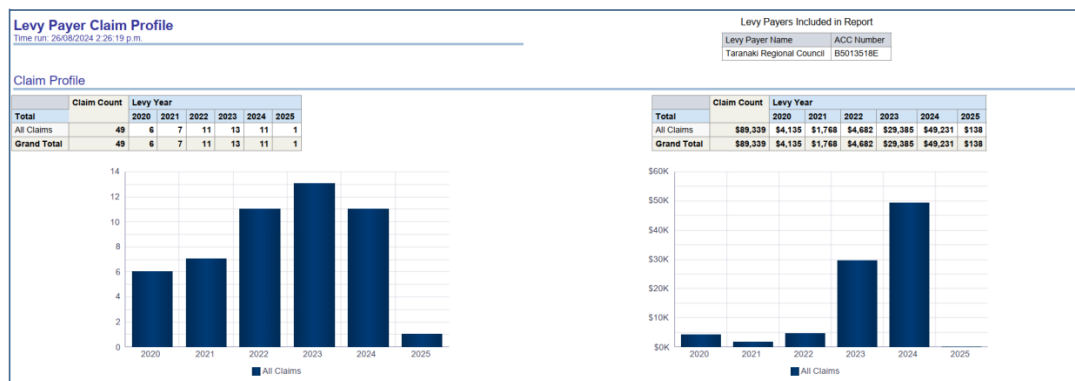 Levy Payer Claim Profile
Time run: 26/08/2024 2:26:19 p.m.
Levy Payers Included in Report
Levy Payer Name ACC Number
Taranaki Regional Council B5013518E
Claim Profile
Claim Count Levy Year
Total 2020 2021 2022 2023 2024 2025
All Claims 49 6 7 11 13 11 1
Grand Total 49 6 7 11 13 11 1
Claim Count Levy Year
Total 2020 2021 2022 2023 2024 2025
All Claims $89,339 $4,135 $1,768 $4,682 $29,385 $49,231 $138
Grand Total $89,339 $4,135 $1,768 $4,682 $29,385 $49,231 $138
14
12
10
8
6
4
2
0
2020 2021 2022 2023 2024 2025
All Claims
$60K
$50K
$40K
$30K
$20K
$10K
$0K
2020 2021 2022 2023 2024 2025
All Claims